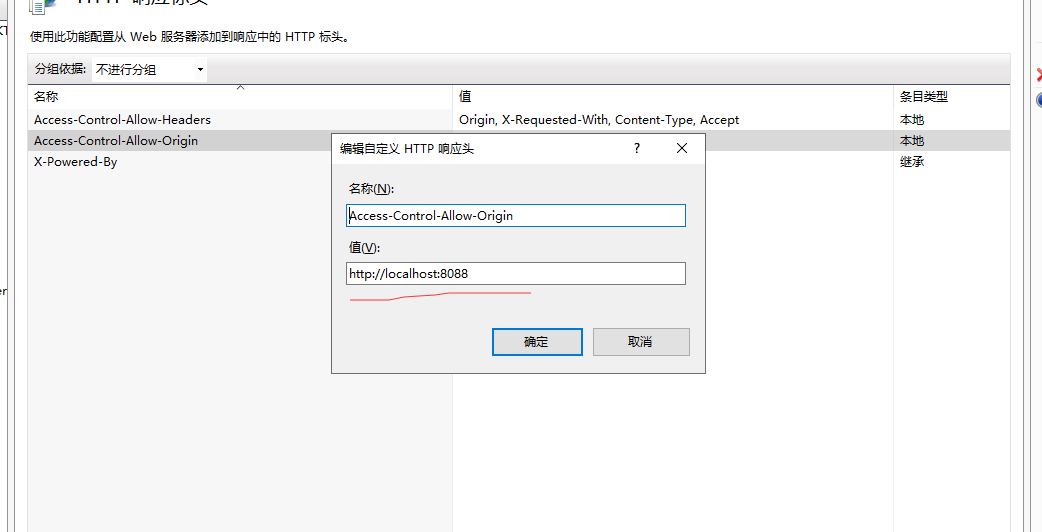 HTTP 响应标头
使用此功能配置从 Web 服务器添加到响应中的 HTTP 标头。
分组依据: 不进行分组
名称 值 条目类型
Access-Control-Allow-Headers Origin, X-Requested-With, Content-Type, Accept 本地
Access-Control-Allow-Origin 本地
X-Powered-By 继承
编辑自定义 HTTP 响应头 ?
名称(N):
Access-Control-Allow-Origin
值(V):
http://localhost:8088
确定 取消